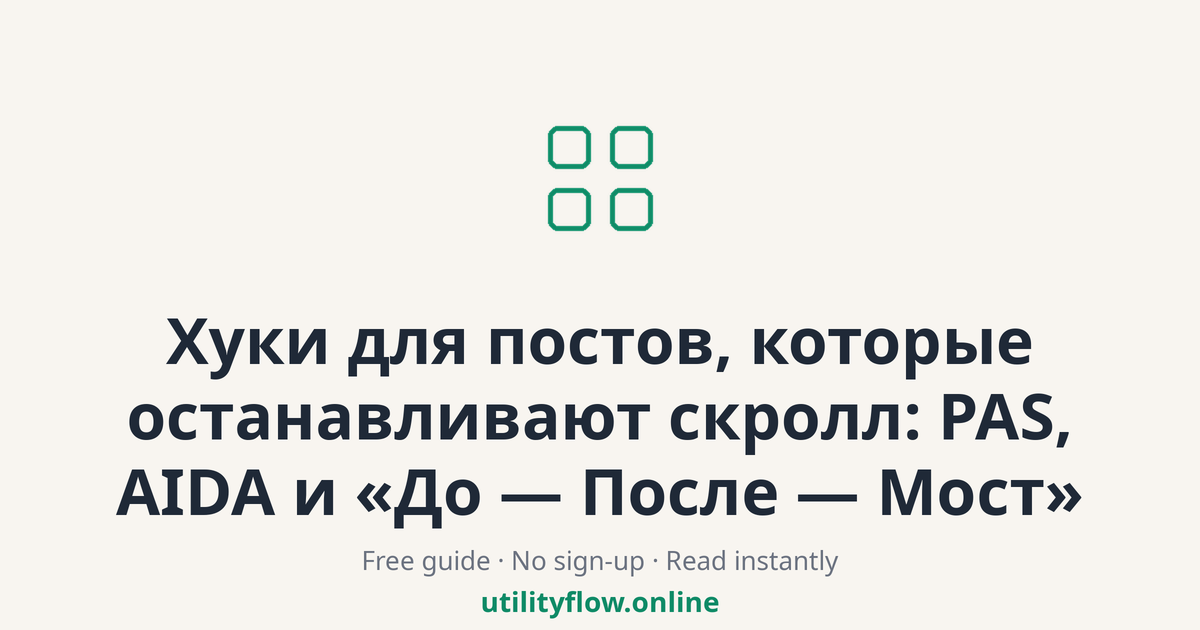 Хуки для постов, которые
останавливают скролл: PAS,
AIDA и «До — После — Мост»
Free guide · No sign-up · Read instantly
utilityflow.online